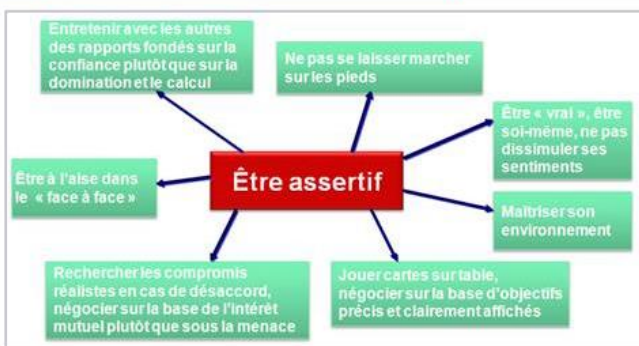 Entretenir avec les autres
des rapports fondés sur la
confiance plutôt que sur la
domination et le calcul
Ne pas se laisser marcher
sur les pieds
Être « vrai », être
soi-même, ne pas
dissimuler ses
sentiments
Être à l'aise dans
le « face à face »
Être assertif
Maîtriser son
environnement
Rechercher les compromis
réalistes en cas de désaccord,
négocier sur la base de l'intérêt
mutuel plutôt que sous la menace
Jouer cartes sur table,
négocier sur la base d'objectifs
précis et clairement affichés